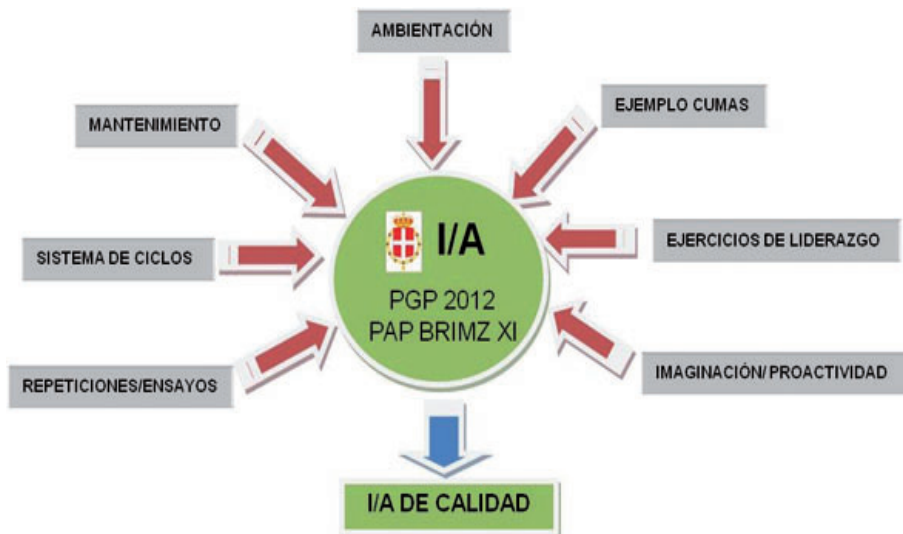 AMBIENTACIÓN
MANTENIMIENTO
EJEMPLO CUMAS
SISTEMA DE CICLOS
EJERCICIOS DE LIDERAZGO
REPETICIONES/ENSAYOS
IMAGINACIÓN/ PROACTIVIDAD
I/A
PGP 2012
PAP BRIMZ XI
I/A DE CALIDAD